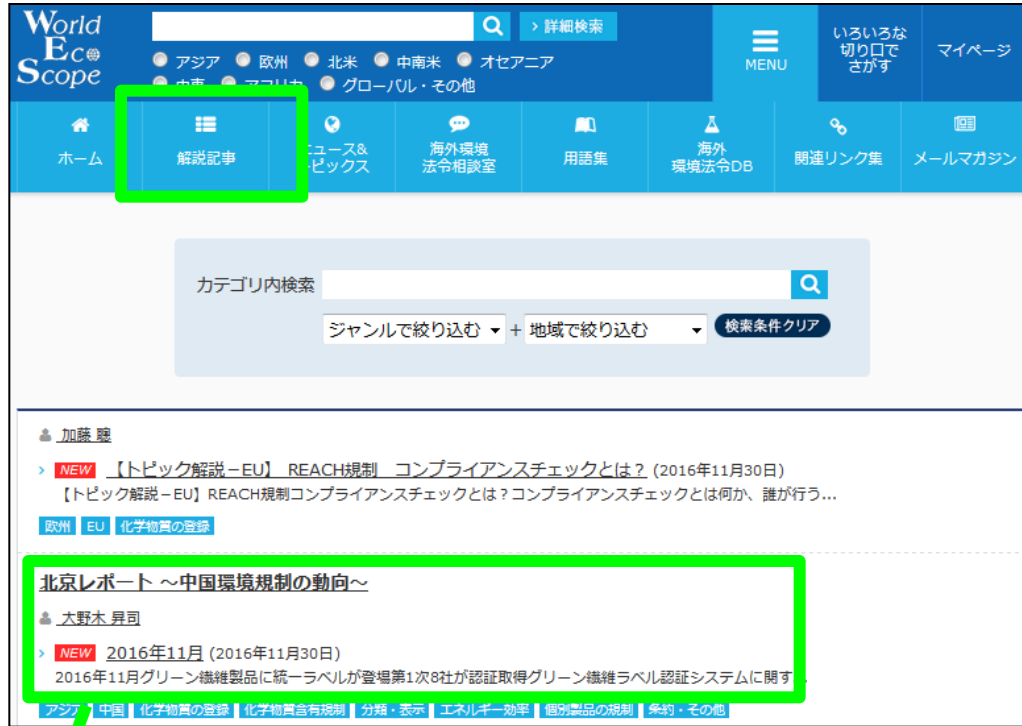 World
Eco
Scope
詳細検索
アジア 欧州 北米 中南米 オセアニア
グローバル・その他
MENU
いろいろな
切り口で
さがす
マイページ
ホーム
解説記事
ュース&
ピックス
海外環境
法令相談室
用語集
海外
環境法令DB
関連リンク集
メールマガジン
カテゴリ内検索
ジャンルで絞り込む + 地域で絞り込む 検索条件クリア
加藤 聰
NEW 【トピック解説－EU】 REACH規制 コンプライアンスチェックとは? (2016年11月30日)
【トピック解説－EU】REACH規制コンプライアンスチェックとは?コンプライアンスチェックとは何か、誰が行う...
欧州 EU 化学物質の登録
北京レポート ～中国環境規制の動向～
大野木 昇司
NEW 2016年11月 (2016年11月30日)
2016年11月グリーン繊維製品に統一ラベルが登場第1次8社が認証取得グリーン繊維ラベル認証システムに関す
アジア 中国 化学物質の登録 化学物質含有規制 分類・表示 エネルギー効率 個別製品の規制 条約・その他